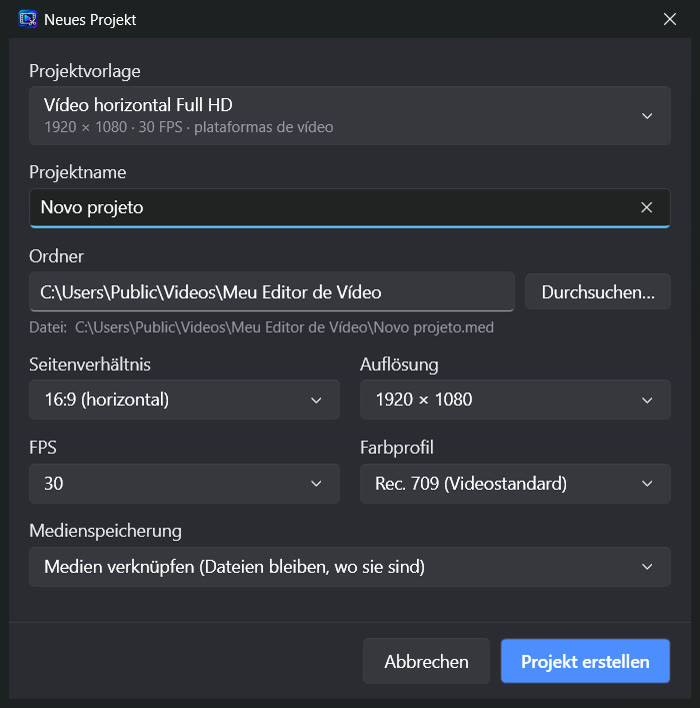 Neues Projekt
Projektvorlage
Vídeo horizontal Full HD
1920 × 1080 · 30 FPS · plataformas de vídeo
Projektname
Novo projeto
Ordner
C:\Users\Public\Videos\Meu Editor de Vídeo
Durchsuchen...
Datei: C:\Users\Public\Videos\Meu Editor de Vídeo\Novo projeto.med
Seitenverhältnis
Auflösung
16:9 (horizontal)
1920 × 1080
FPS
Farbprofil
30
Rec. 709 (Videostandard)
Medienspeicherung
Medien verknüpfen (Dateien bleiben, wo sie sind)
Abbrechen
Projekt erstellen